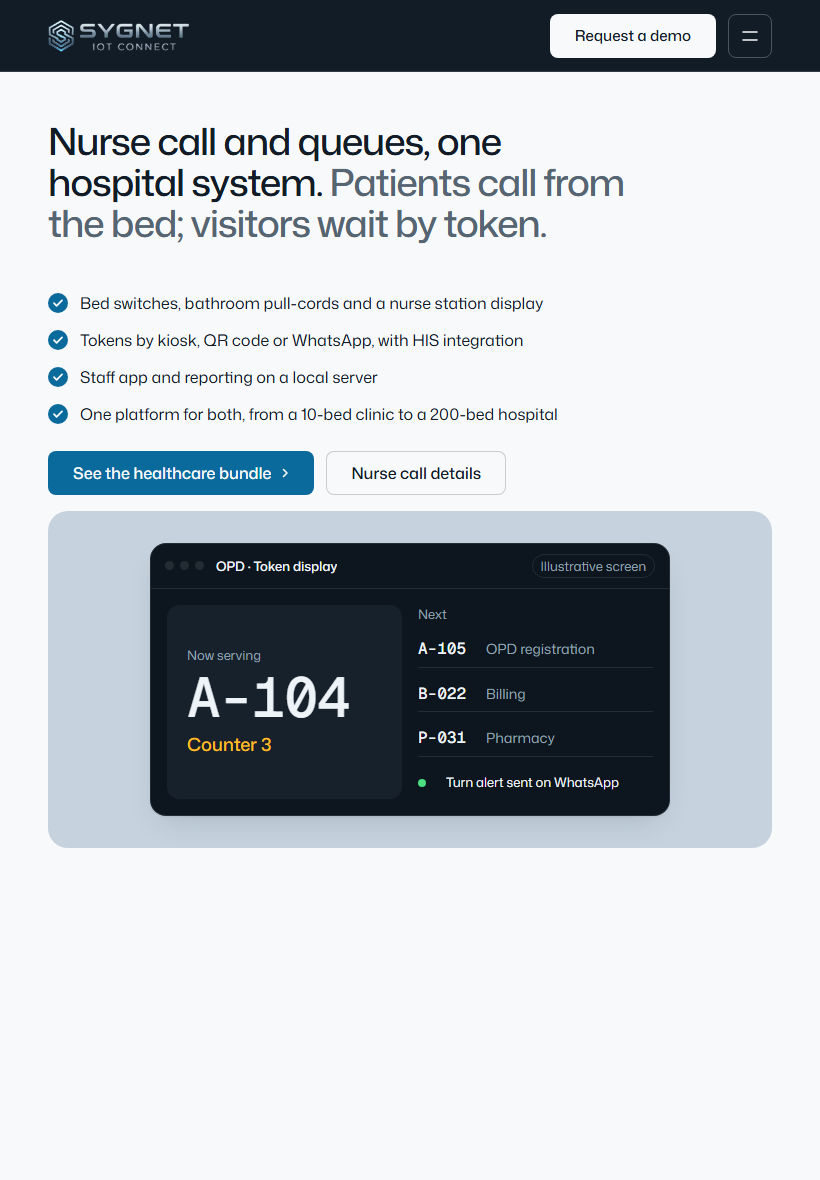 SYGNET
IOT CONNECT
Request a demo
Nurse call and queues, one
hospital system. Patients call from
the bed; visitors wait by token.
Bed switches, bathroom pull-cords and a nurse station display
Tokens by kiosk, QR code or WhatsApp, with HIS integration
Staff app and reporting on a local server
One platform for both, from a 10-bed clinic to a 200-bed hospital
See the healthcare bundle
Nurse call details
OPD · Token display
Illustrative screen
Now serving
A-104
Counter 3
Next
A-105 OPD registration
B-022 Billing
P-031 Pharmacy
Turn alert sent on WhatsApp